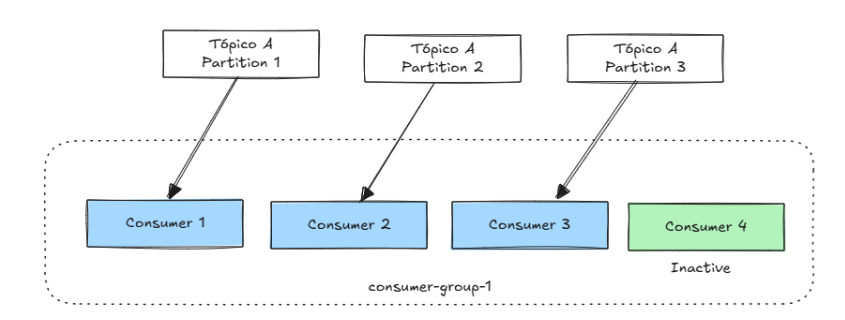 Tópico A
Partition 1
Tópico A
Partition 2
Tópico A
Partition 3
Consumer 1
Consumer 2
Consumer 3
Consumer 4
Inactive
consumer-group-1